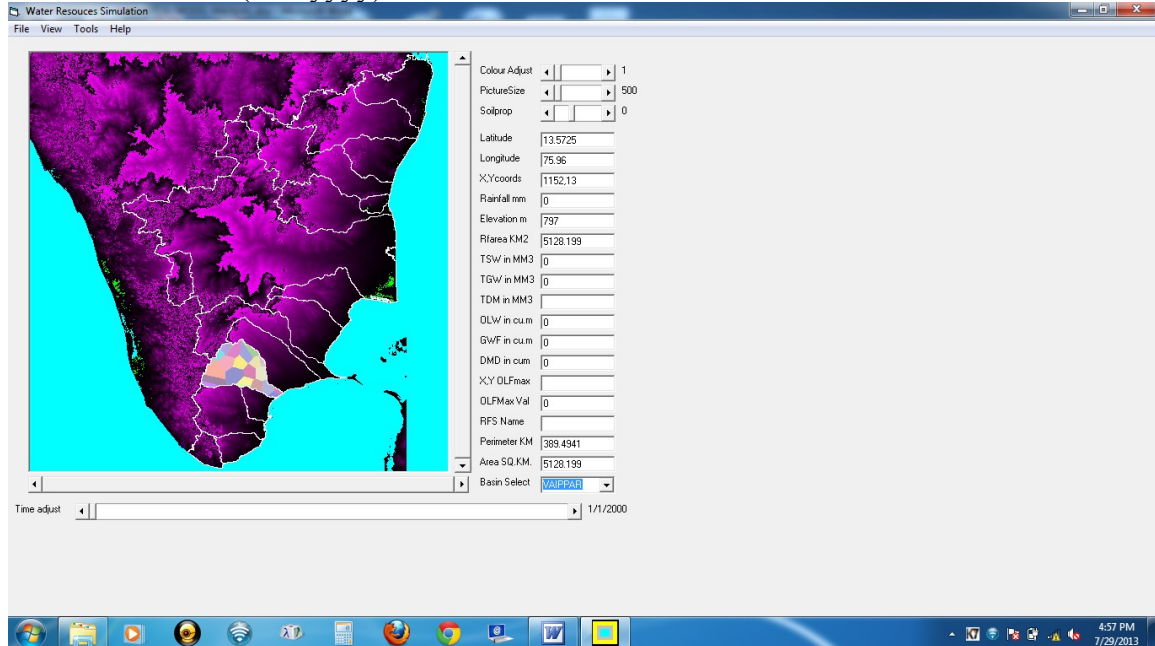 Water Resouces Simulation
File View Tools Help
Colour Adjust 1
PictureSize 500
Soilprop 0
Latitude 13.5725
Longitude 75.96
X,Ycoords 1152,13
Rainfall mm 0
Elevation m 797
Rfarea KM2 5128.199
TSW in MM3 0
TGW in MM3 0
TDM in MM3
OLW in cu.m 0
GWF in cu.m 0
DMD in cum 0
X,Y OLFmax
OLFMax Val 0
RFS Name
Perimeter KM 389.4941
Area SQ.KM. 5128.199
Basin Select VAIPPAR
Time adjust 1/1/2000
4:57 PM
7/29/2013